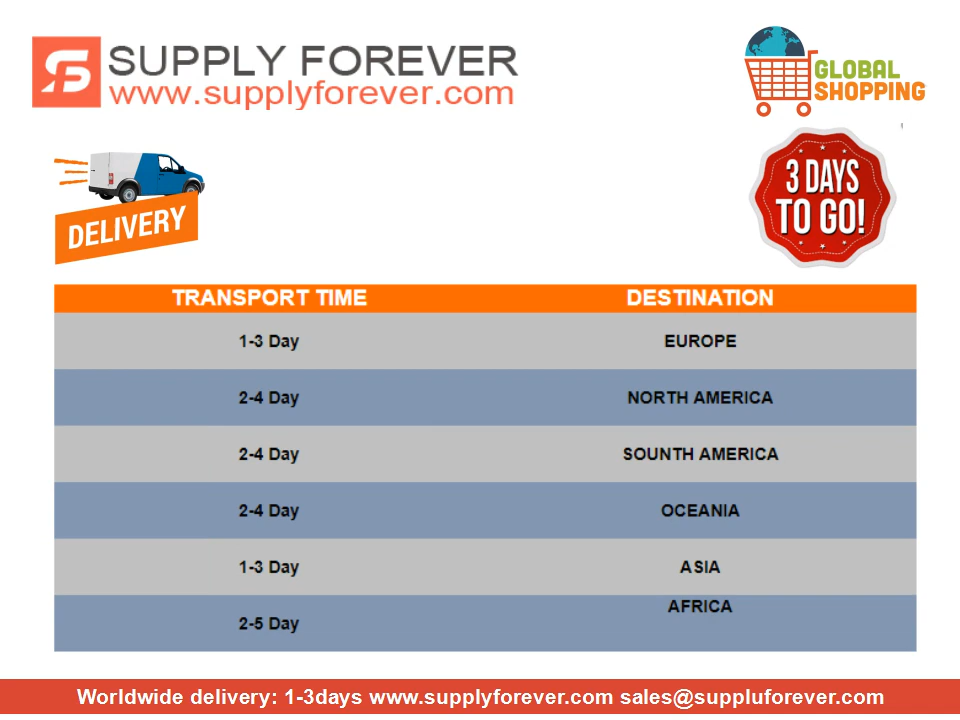 SUPPLY FOREVER
www.supplyforever.com
GLOBAL
SHOPPING
DELIVERY
3 DAYS
TO GO!
TRANSPORT TIME DESTINATION
1-3 Day EUROPE
2-4 Day NORTH AMERICA
2-4 Day SOUNTH AMERICA
2-4 Day OCEANIA
1-3 Day ASIA
2-5 Day AFRICA
Worldwide delivery: 1-3days www.supplyforever.com sales@suppluforever.com